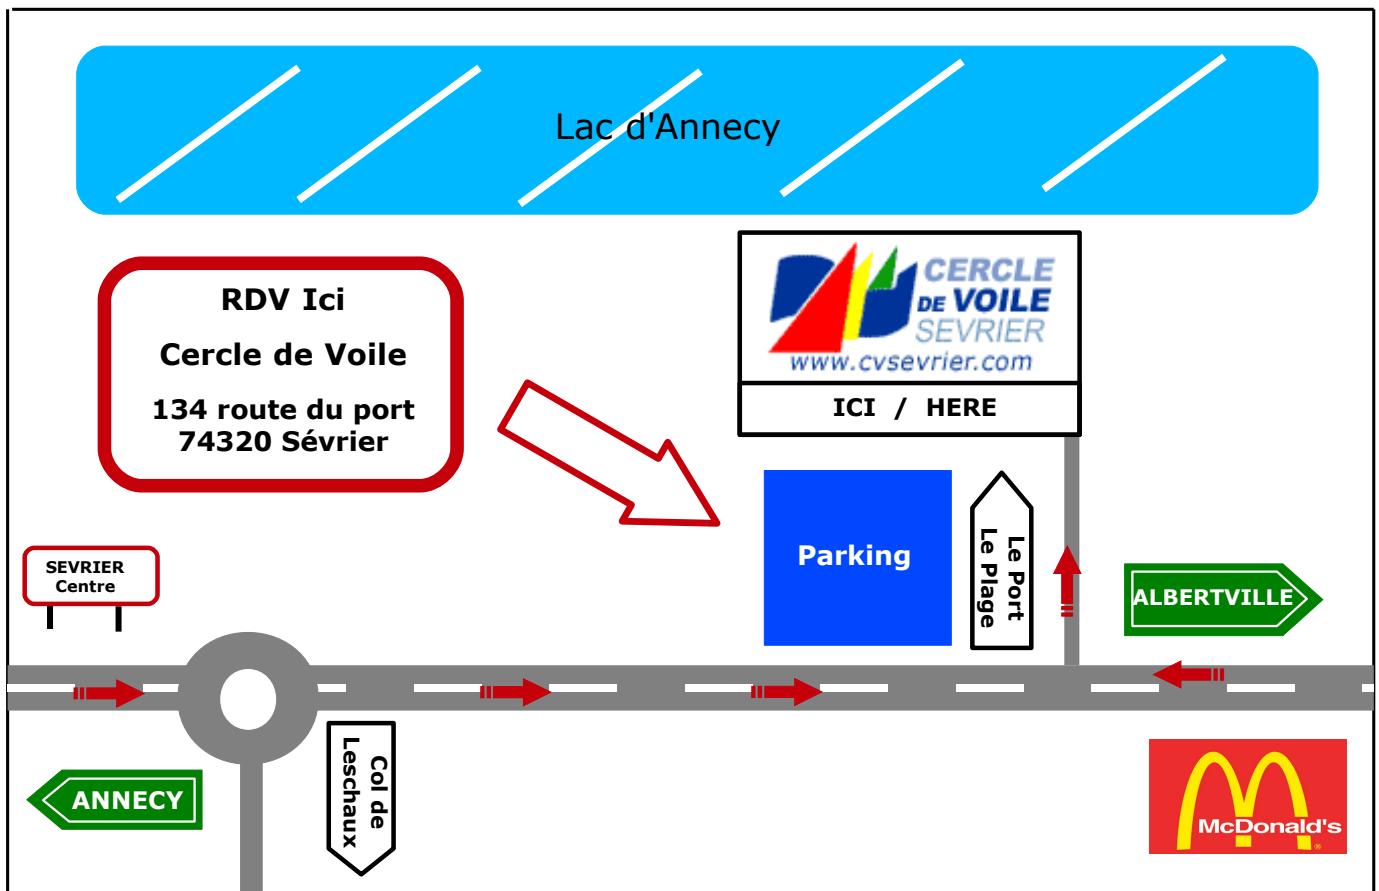 Lac d'Annecy
RDV Ici
Cercle de Voile
134 route du port
74320 Sévrier
CERCLE
DE VOILE
SEVRIER
www.cvsevrier.com
ICI / HERE
Parking
Le Port
Le Plage
SEVRIER
Centre
ALBERTVILLE
ANNECY
Col de
Leschaux
McDonald's
®